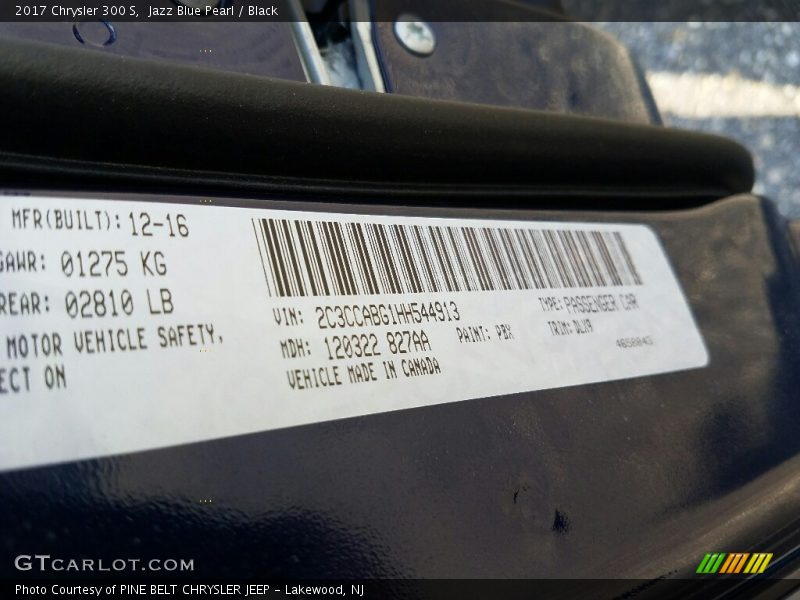 2017 Chrysler 300 S,  Jazz Blue Pearl / Black
MFR(BUILT): 12-16
GAWR: 01275 KG
REAR: 02810 LB
MOTOR VEHICLE SAFETY,
ECT ON
VIN: 2C3CCABG1HH544913
TYPE: PASSENGER CAR
MDH: 120322 827AA
PAINT: PBX
TRIM: DLV9
VEHICLE MADE IN CANADA
GTCARLOT.COM
Photo Courtesy of PINE BELT CHRYSLER JEEP - Lakewood, NJ